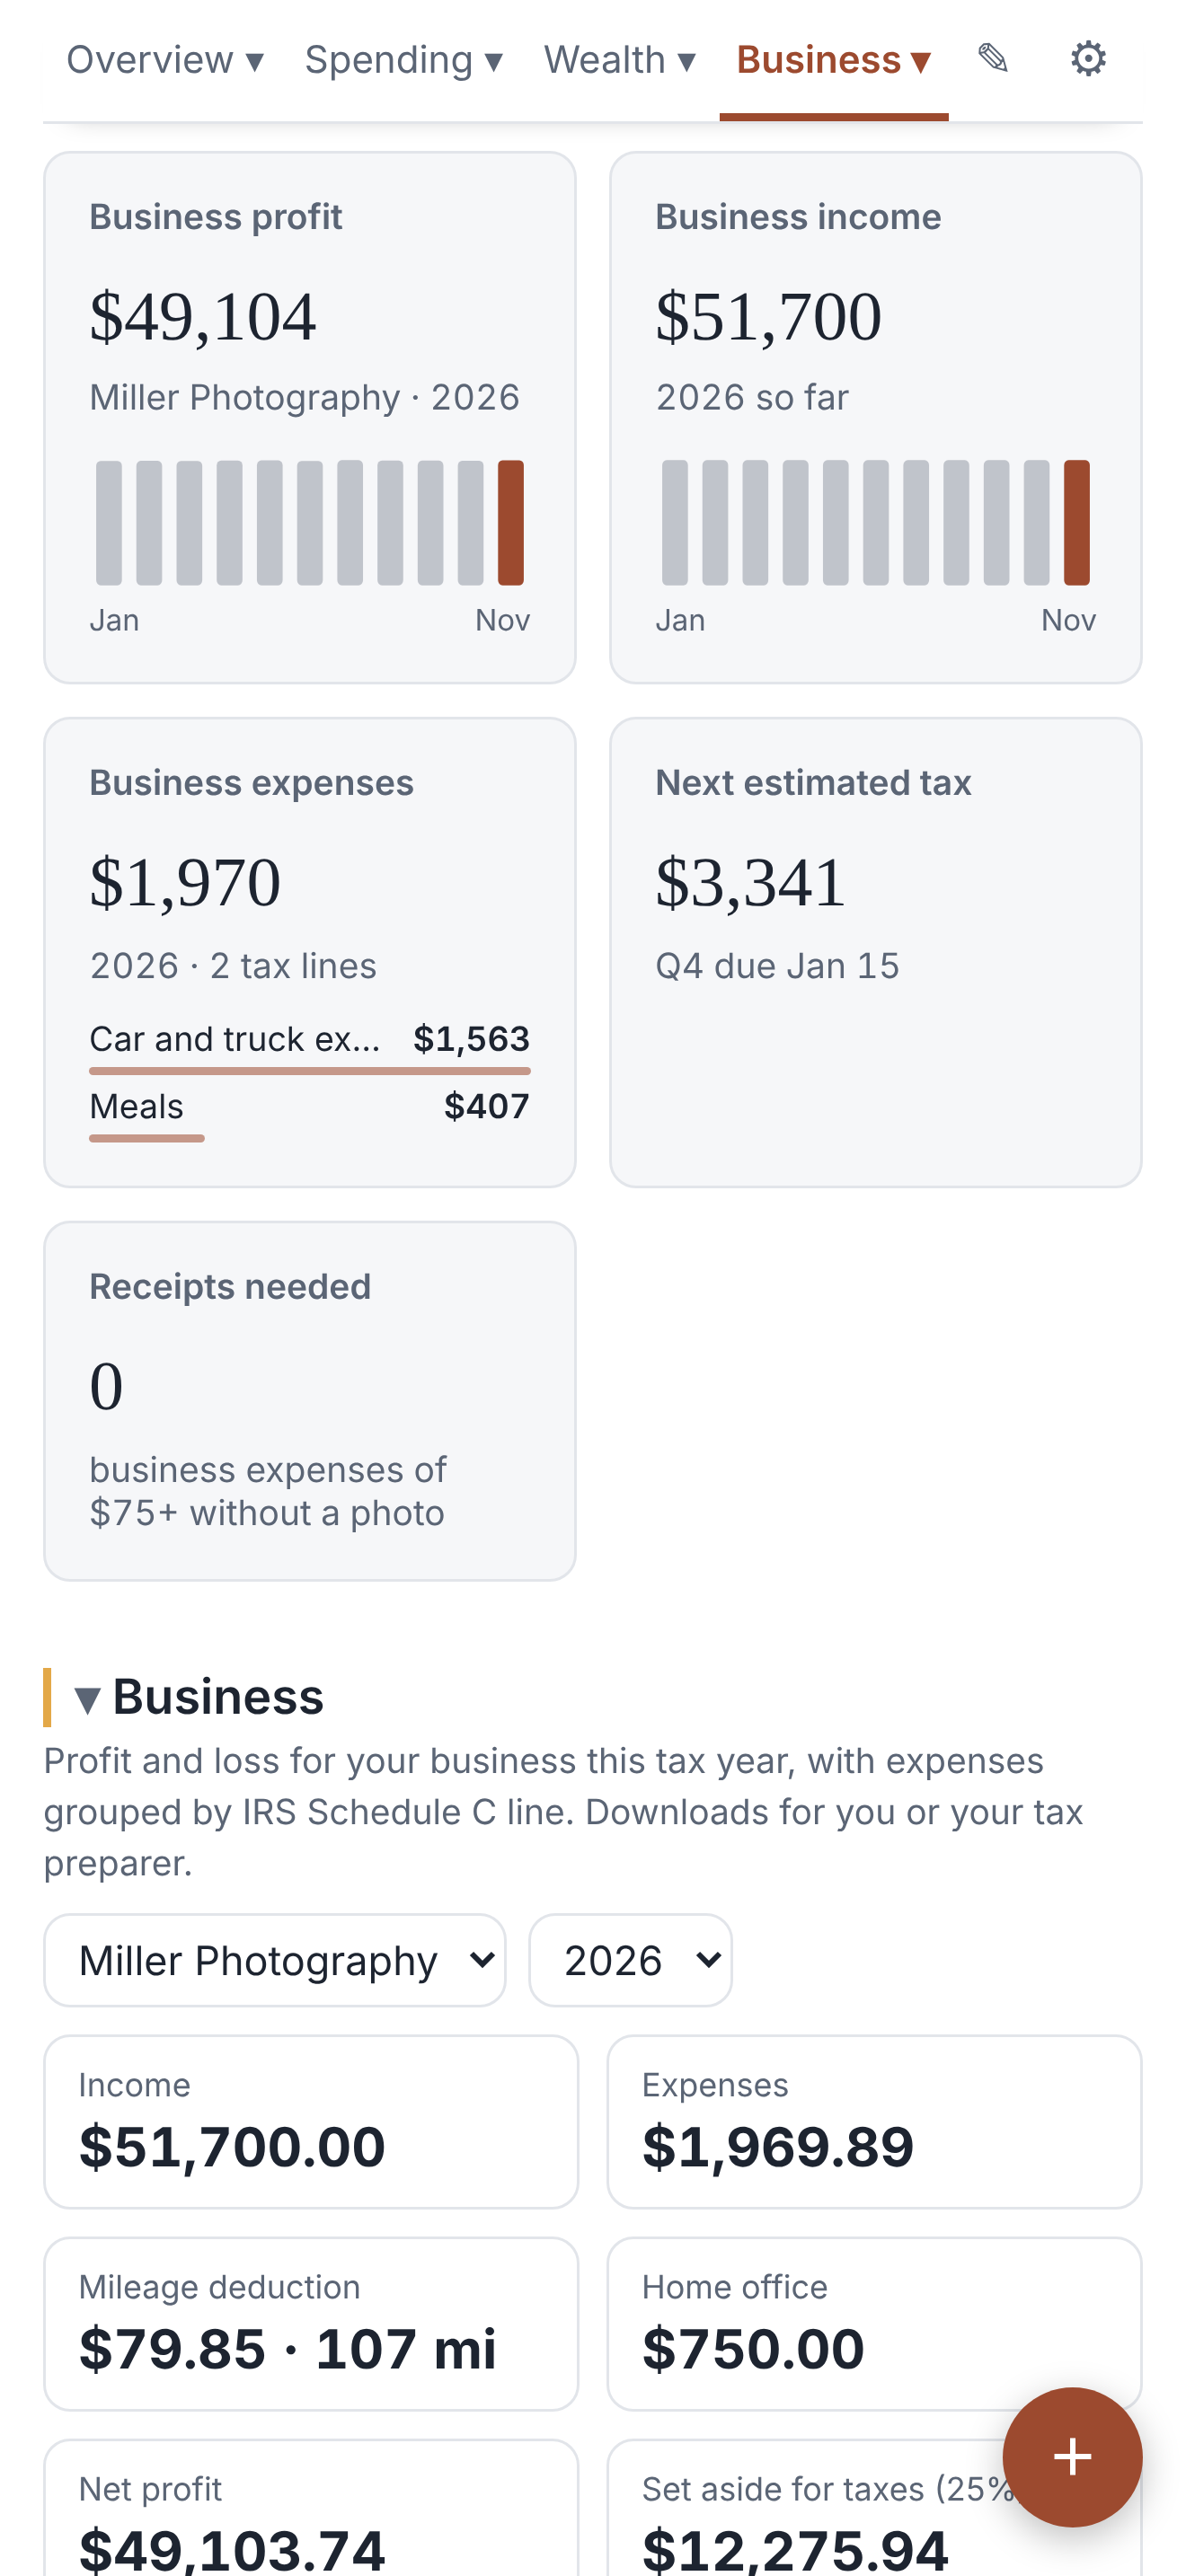 Overview ▾ Spending ▾ Wealth ▾ Business ▾
Business profit
$49,104
Miller Photography · 2026
Jan Nov
Business income
$51,700
2026 so far
Jan Nov
Business expenses
$1,970
2026 · 2 tax lines
Car and truck ex... $1,563
Meals $407
Next estimated tax
$3,341
Q4 due Jan 15
Receipts needed
0
business expenses of
$75+ without a photo
▾ Business
Profit and loss for your business this tax year, with expenses
grouped by IRS Schedule C line. Downloads for you or your tax
preparer.
Miller Photography 2026
Income
$51,700.00
Expenses
$1,969.89
Mileage deduction
$79.85 · 107 mi
Home office
$750.00
Net profit
$49,103.74
Set aside for taxes (25%
$12,275.94
+